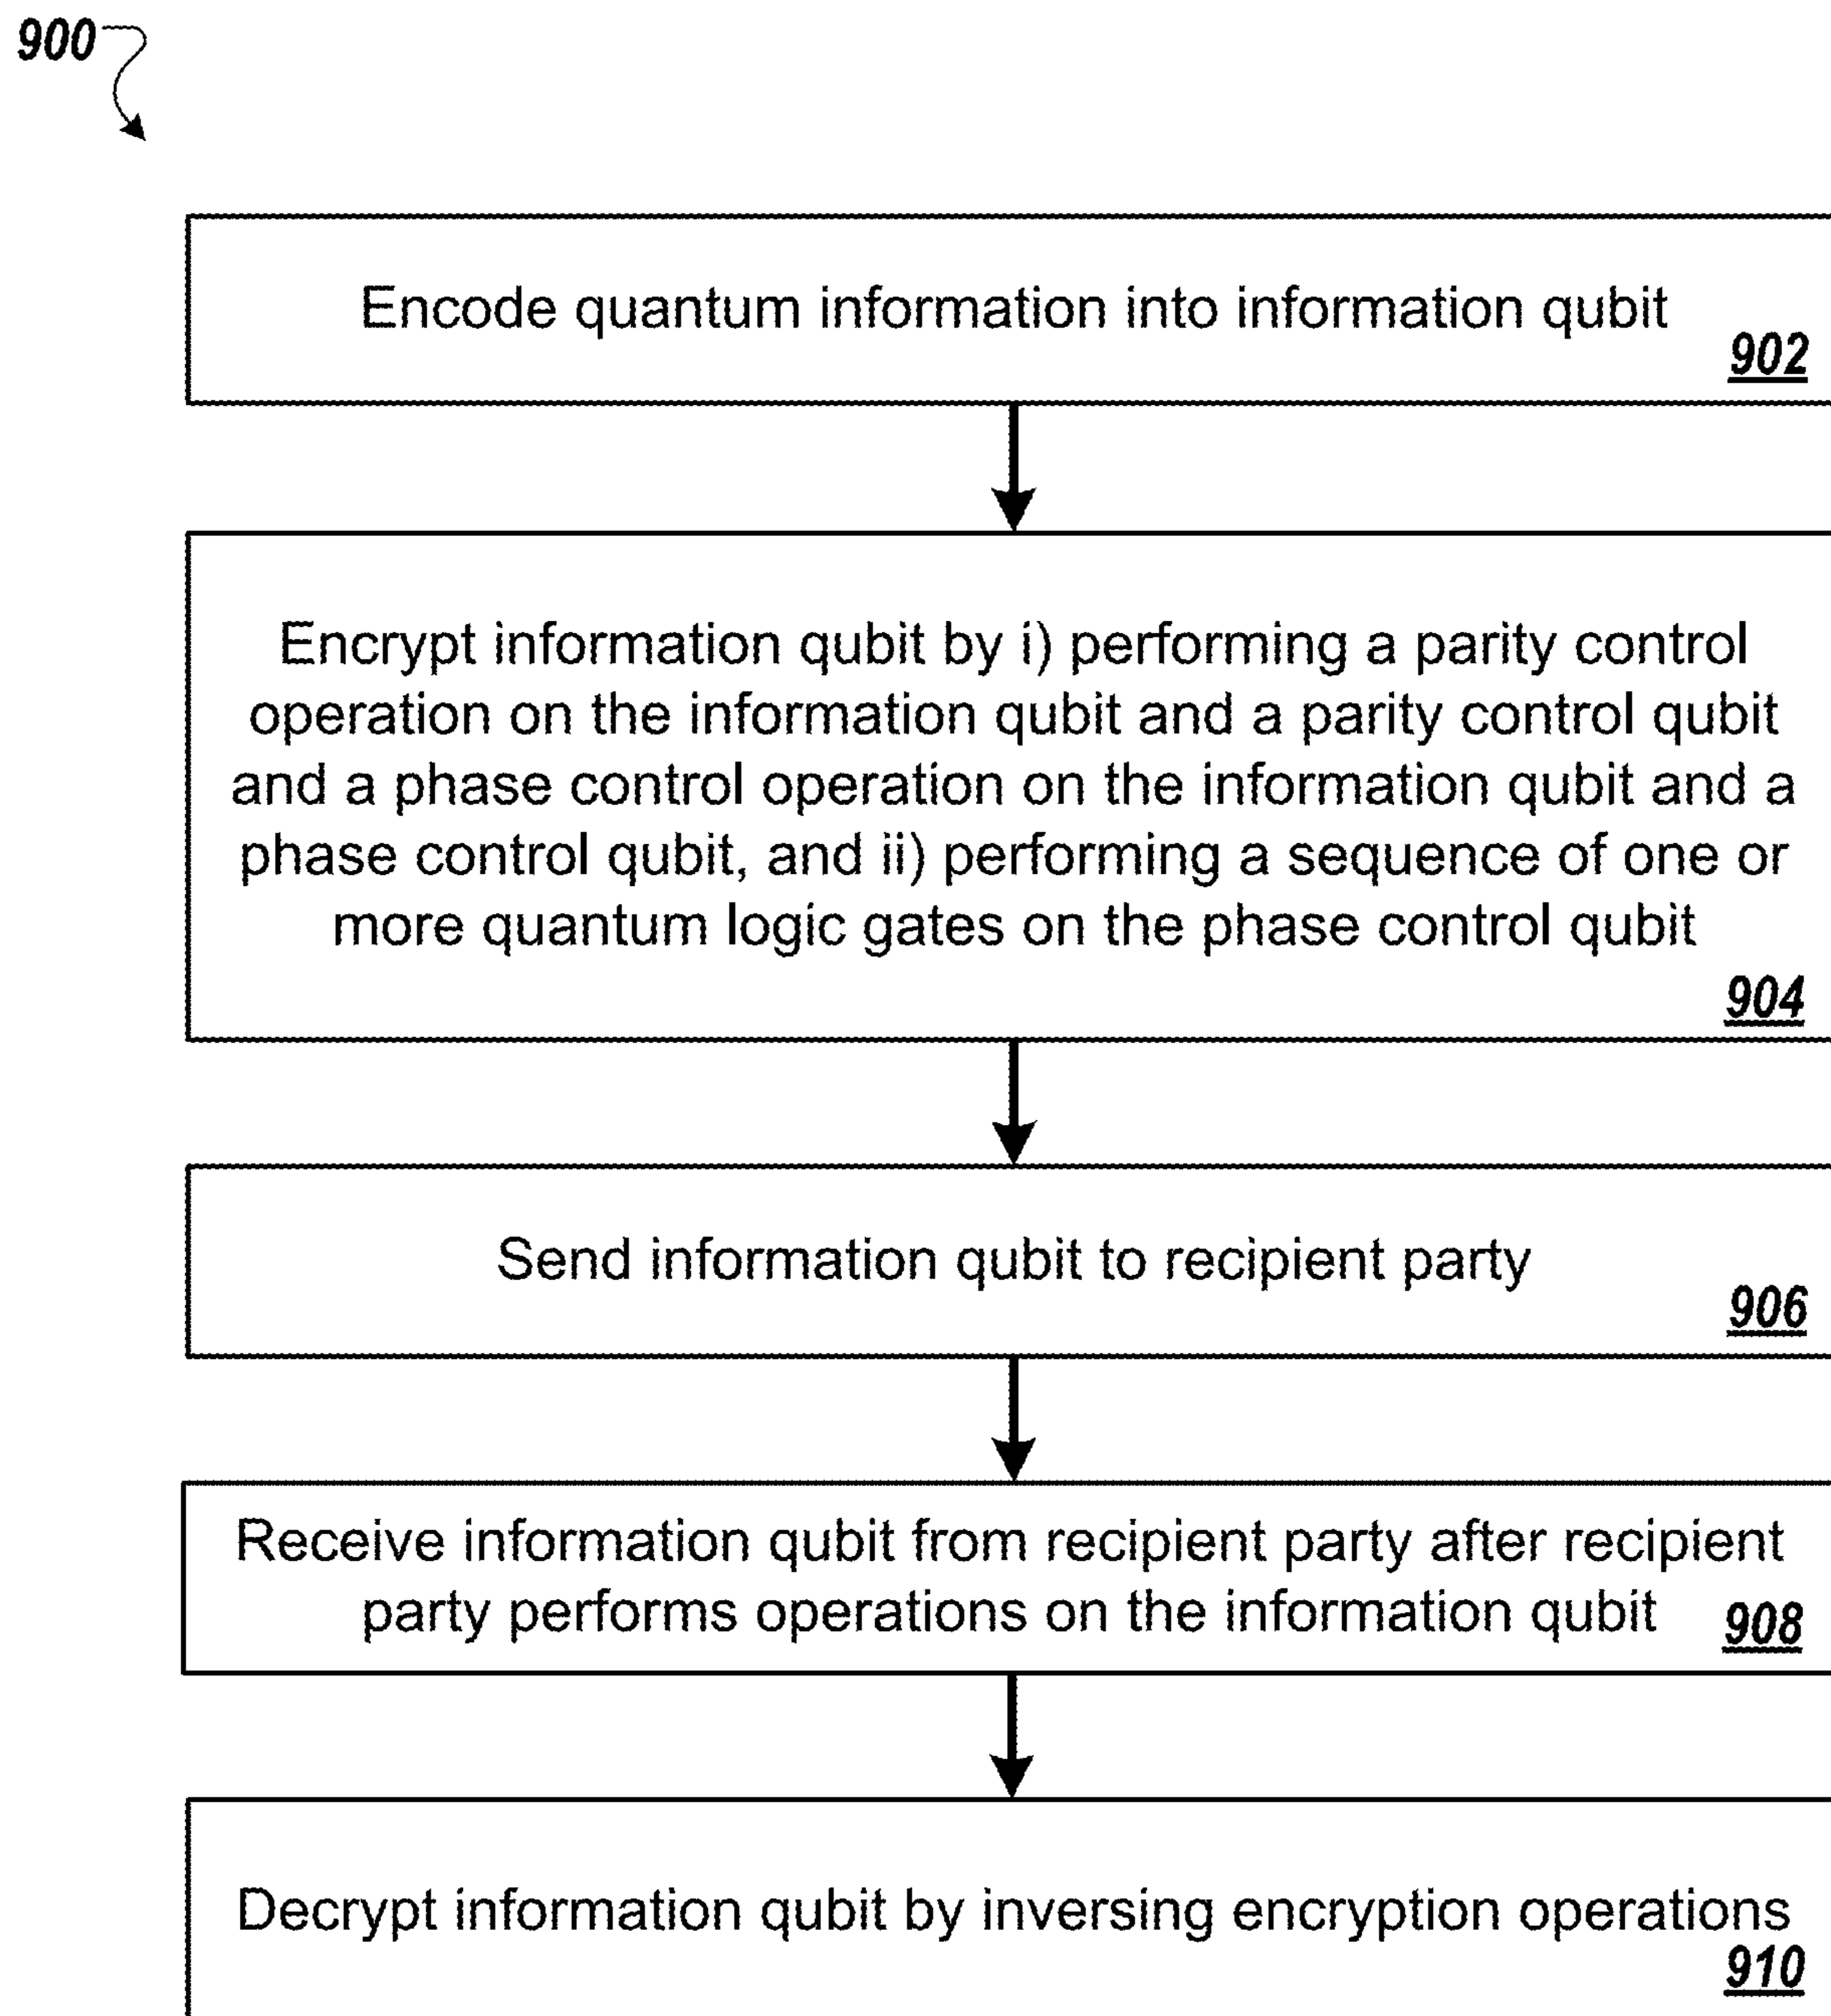 900
Encode quantum information into information qubit
902
Encrypt information qubit by i) performing a parity control
operation on the information qubit and a parity control qubit
and a phase control operation on the information qubit and a
phase control qubit, and ii) performing a sequence of one or
more quantum logic gates on the phase control qubit
904
Send information qubit to recipient party
906
Receive information qubit from recipient party after recipient
party performs operations on the information qubit
908
Decrypt information qubit by inversing encryption operations
910